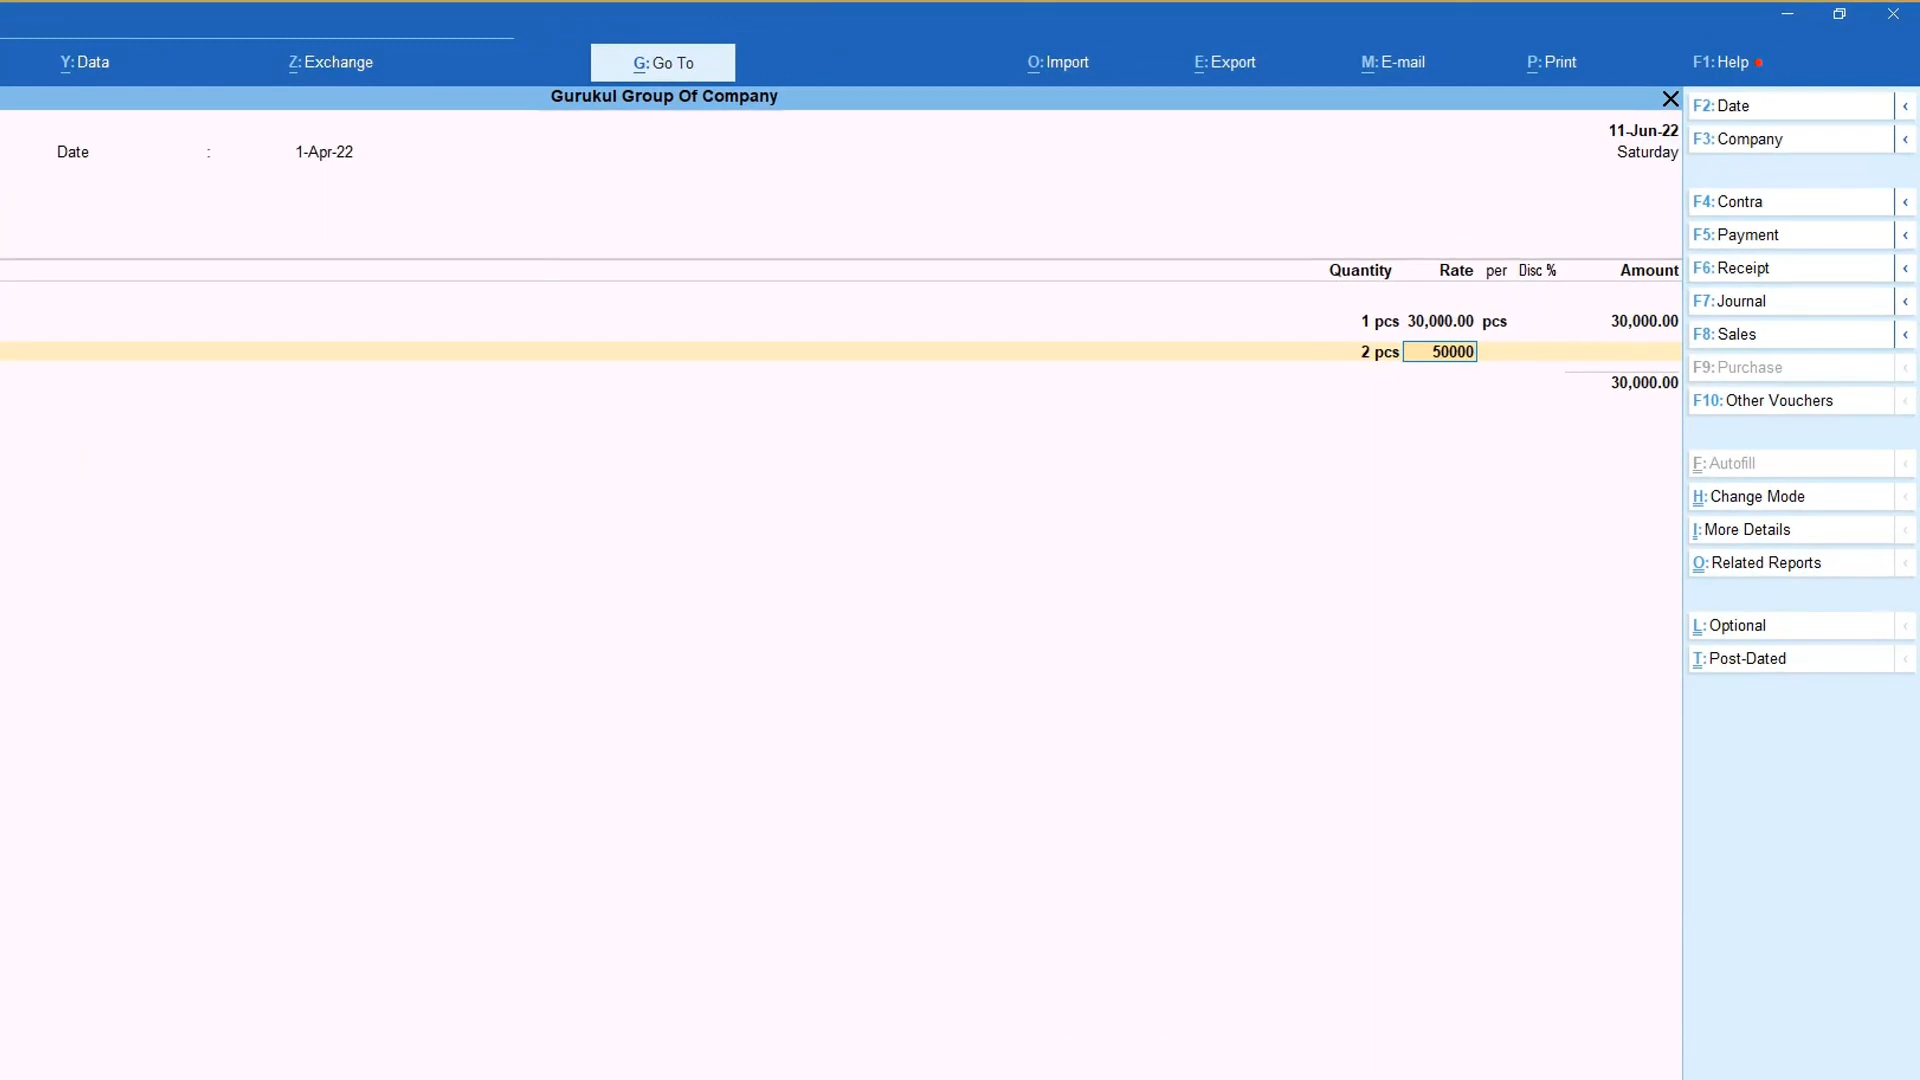 Y: Data Z: Exchange G: Go To O: Import E: Export M: E-mail P: Print F1: Help
Gurukul Group Of Company
Date : 1-Apr-22
11-Jun-22
Saturday
Quantity Rate per Disc % Amount
1 pcs 30,000.00 pcs 30,000.00
2 pcs 50000
30,000.00
F2: Date
F3: Company
F4: Contra
F5: Payment
F6: Receipt
F7: Journal
F8: Sales
F9: Purchase
F10: Other Vouchers
F: Autofill
H: Change Mode
I: More Details
O: Related Reports
L: Optional
T: Post-Dated